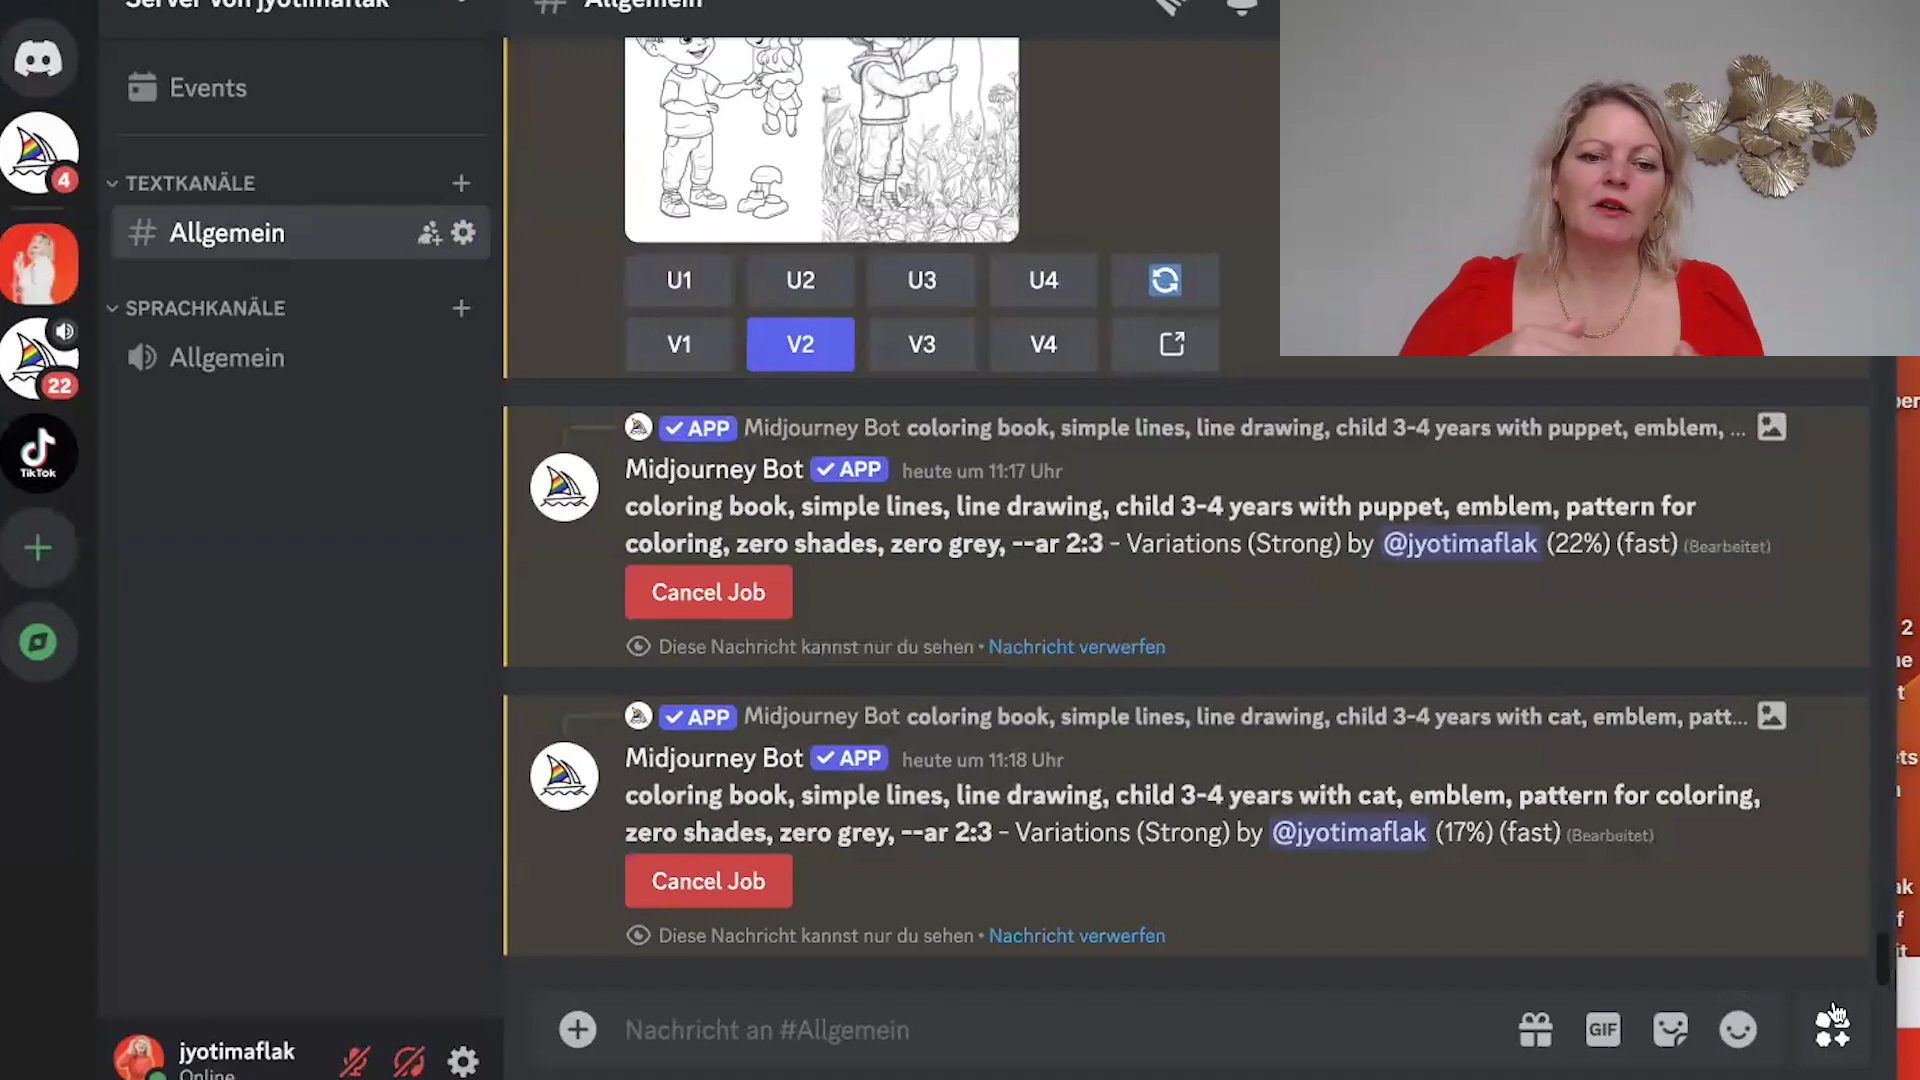 Server von jyotimaflak
Allgemein
Events
4
TEXTKANÄLE
Allgemein
SPRACHKANÄLE
Allgemein
22
TikTok
U1 U2 U3 U4
V1 V2 V3 V4
APP Midjourney Bot coloring book, simple lines, line drawing, child 3-4 years with puppet, emblem, ...
Midjourney Bot APP heute um 11:17 Uhr
coloring book, simple lines, line drawing, child 3-4 years with puppet, emblem, pattern for
coloring, zero shades, zero grey, --ar 2:3 - Variations (Strong) by @jyotimaflak (22%) (fast) (Bearbeitet)
Cancel Job
Diese Nachricht kannst nur du sehen • Nachricht verwerfen
APP Midjourney Bot coloring book, simple lines, line drawing, child 3-4 years with cat, emblem, patt...
Midjourney Bot APP heute um 11:18 Uhr
coloring book, simple lines, line drawing, child 3-4 years with cat, emblem, pattern for coloring,
zero shades, zero grey, --ar 2:3 - Variations (Strong) by @jyotimaflak (17%) (fast) (Bearbeitet)
Cancel Job
Diese Nachricht kannst nur du sehen • Nachricht verwerfen
Nachricht an #Allgemein
GIF
jyotimaflak
Online
2